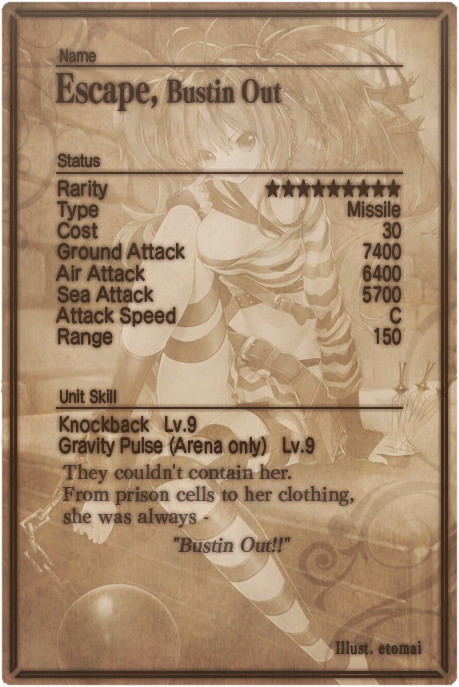 Name
Escape, Bustin Out
Status
Rarity ★★★★★★★★★
Type Missile
Cost 30
Ground Attack 7400
Air Attack 6400
Sea Attack 5700
Attack Speed C
Range 150
Unit Skill
Knockback Lv.9
Gravity Pulse (Arena only) Lv.9
They couldn't contain her.
From prison cells to her clothing,
she was always -
"Bustin Out!!"
Illust. etomai